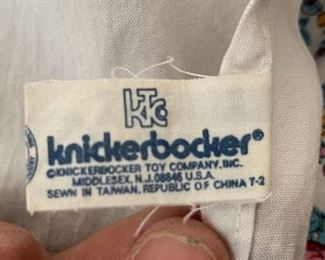 KTC
knickerbocker®
©KNICKERBOCKER TOY COMPANY, INC.
MIDDLESEX, N.J. 08846 U.S.A.
SEWN IN TAIWAN, REPUBLIC OF CHINA 7-2